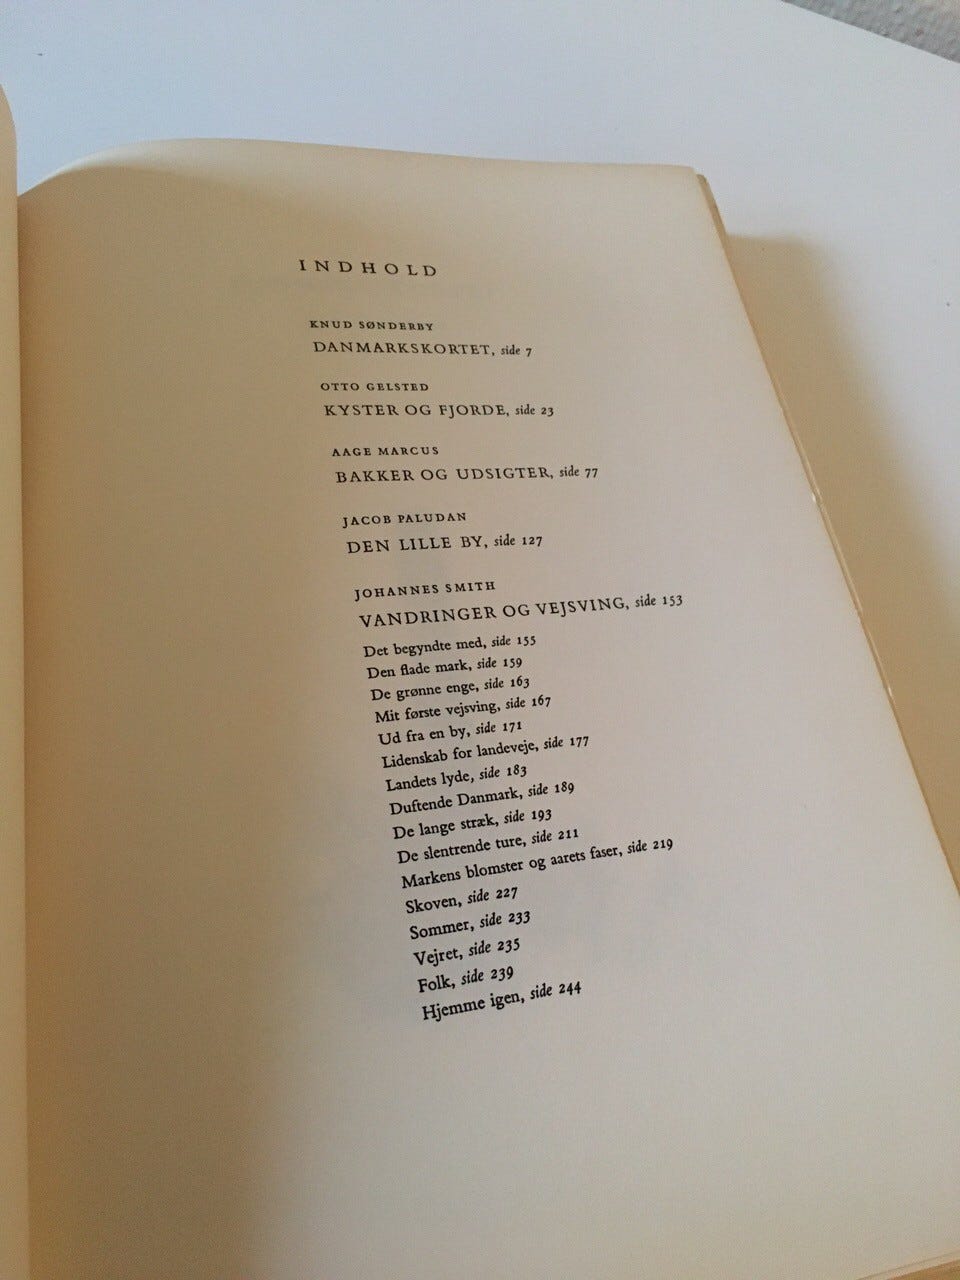 INDHOLD
KNUD SØNDERBY
DANMARKSKORTET, side 7
OTTO GELSTED
KYSTER OG FJORDE, side 23
AAGE MARCUS
BAKKER OG UDSIGTER, side 77
JACOB PALUDAN
DEN LILLE BY, side 127
JOHANNES SMITH
VANDRINGER OG VEJSVING, side 153
Det begyndte med, side 155
Den flade mark, side 159
De grønne enge, side 163
Mit første vejsving, side 167
Ud fra en by, side 171
Lidenskab for landeveje, side 177
Landets lyde, side 183
Duftende Danmark, side 189
De lange stræk, side 193
De slentrende ture, side 211
Markens blomster og aarets faser, side 219
Skoven, side 227
Sommer, side 233
Vejret, side 235
Folk, side 239
Hjemme igen, side 244